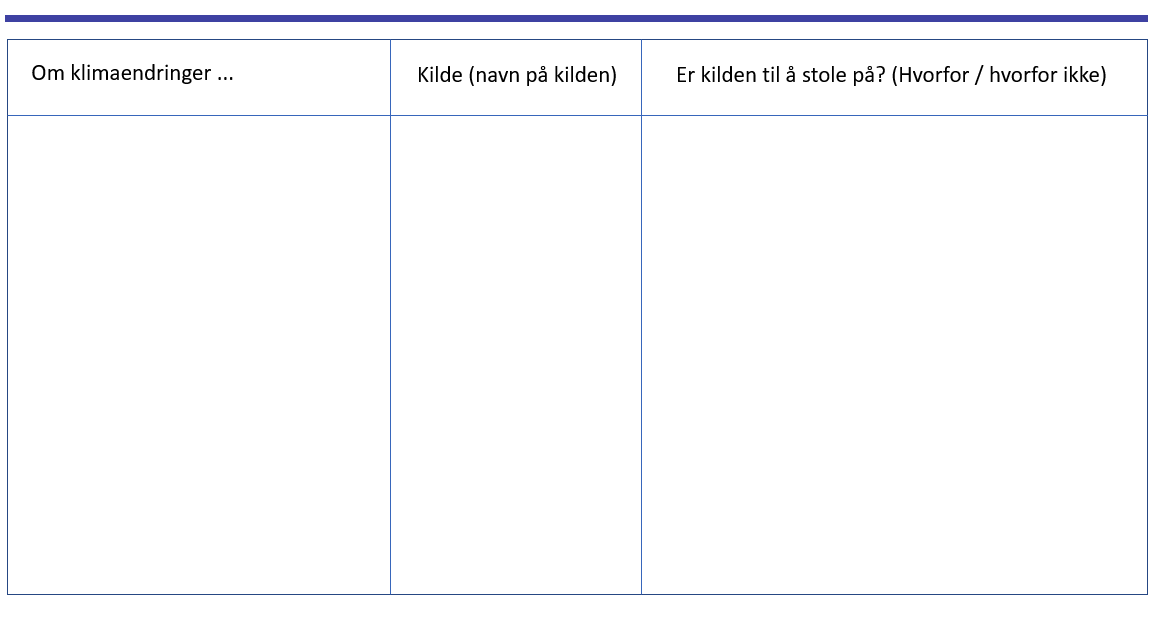 Om klimaendringer ...
Kilde (navn på kilden)
Er kilden til å stole på? (Hvorfor / hvorfor ikke)